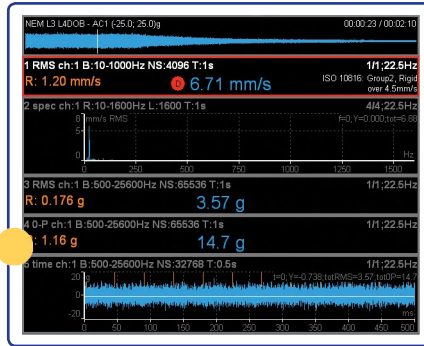 NEM L3 L4DOB - AC1 (-25.0; 25.0)g 00:00:23 / 00:02:10
1 RMS ch:1 B:10-1000Hz NS:4096 T:1s 1/1;22.5Hz
R: 1.20 mm/s D 6.71 mm/s ISO 10816: Group2, Rigid
over 4.5mm/s
2 spec ch:1 R:10-1600Hz L:1600 T:1s 4/4;22.5Hz
8 mm/s RMS f=0; Y=0.000;tot=6.88
5
0 Hz
0 250 500 750 1000 1250 1500
3 RMS ch:1 B:500-25600Hz NS:65536 T:1s 1/1;22.5Hz
R: 0.176 g 3.57 g
4 0-P ch:1 B:500-25600Hz NS:65536 T:1s 1/1;22.5Hz
: 1.16 g 14.7 g
time ch:1 B:500-25600Hz NS:32768 T:0.5s 1/1;22.5Hz
20 g t=0; Y=-0.738;totRMS=3.57;tot0P=14.7
0
-20 ms
0 50 100 150 200 250 300 350 400 450 500